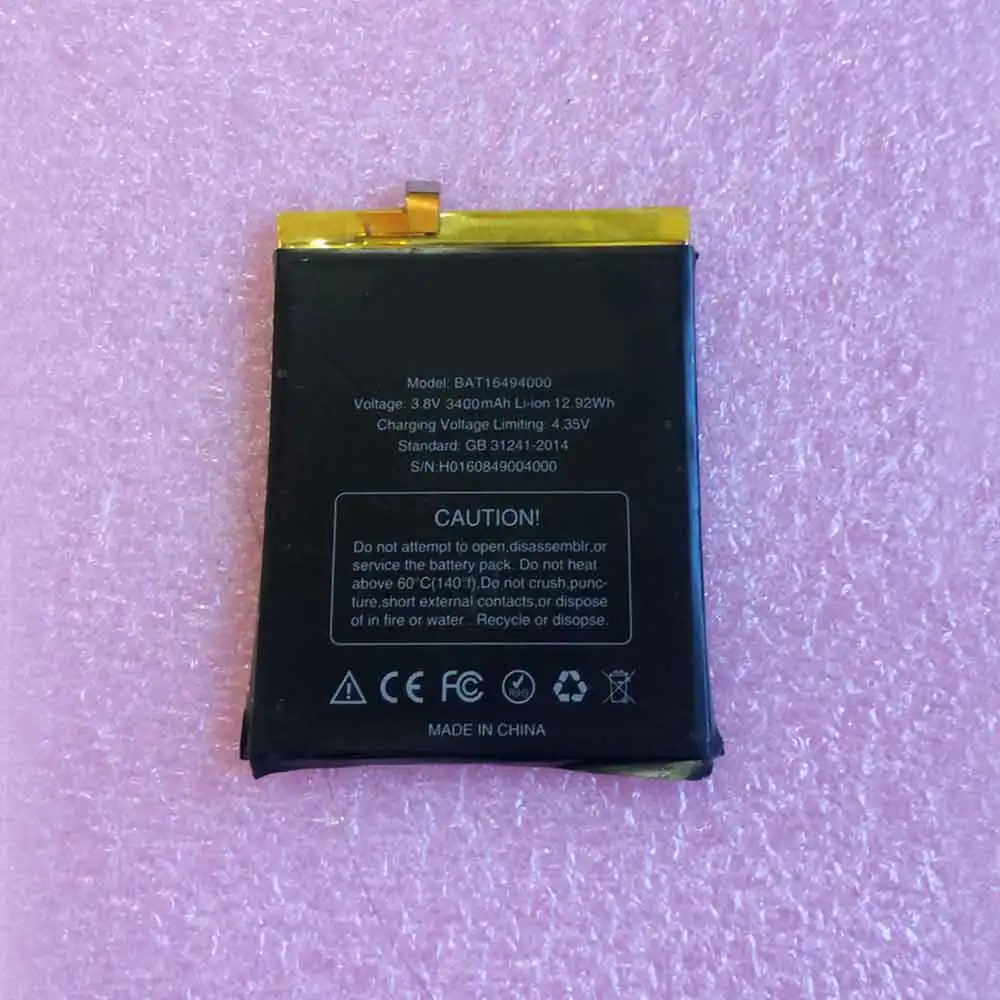 Model: BAT16494000
Voltage: 3.8V 3400mAh Li-ion 12.92Wh
Charging Voltage Limiting: 4.35V
Standard: GB 31241-2014
S/N:H0160849004000
CAUTION!
Do not attempt to open,disassemblr,or
service the battery pack. Do not heat
above 60°C(140°f),Do not crush,punc-
ture,short external contacts,or dispose
of in fire or water . Recycle or disopse.
CE FC RoHS
MADE IN CHINA